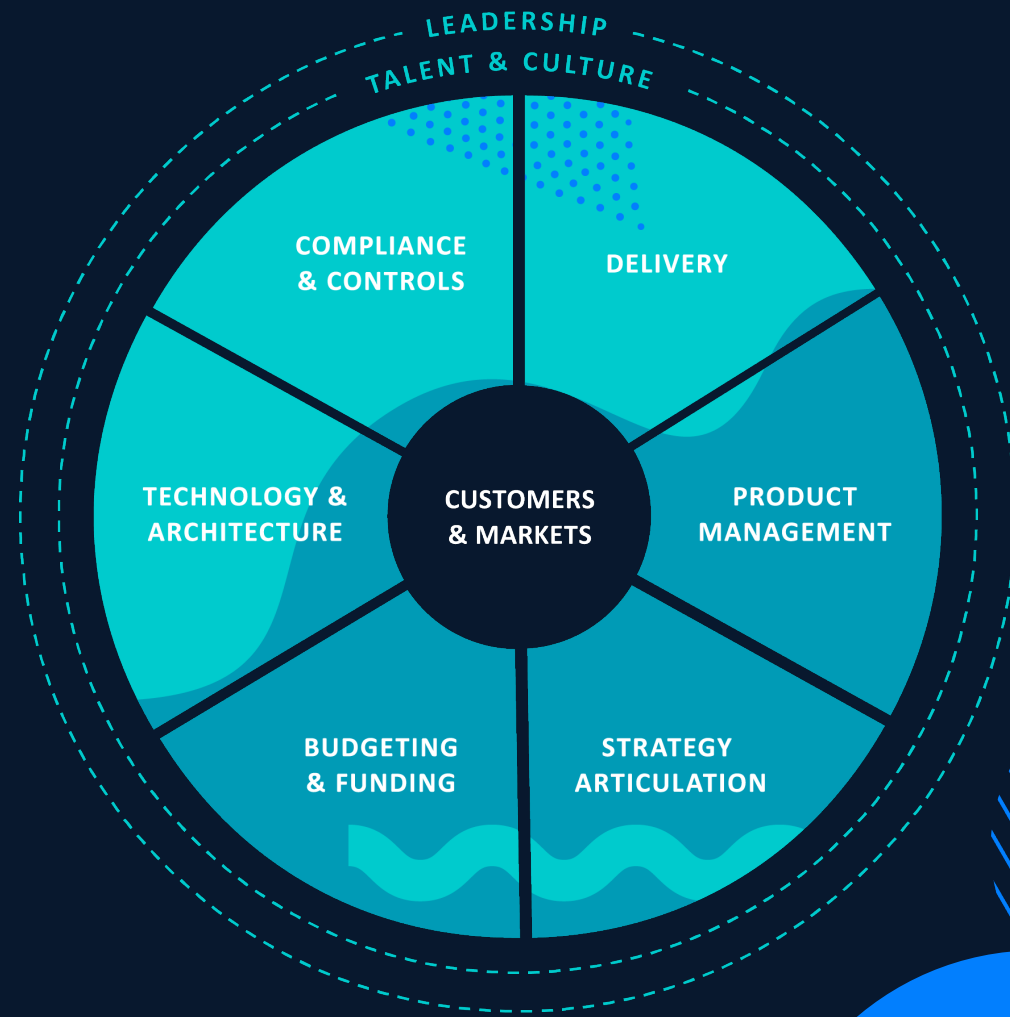 LEADERSHIP
TALENT & CULTURE
COMPLIANCE
& CONTROLS
DELIVERY
TECHNOLOGY &
ARCHITECTURE
CUSTOMERS
& MARKETS
PRODUCT
MANAGEMENT
BUDGETING
& FUNDING
STRATEGY
ARTICULATION